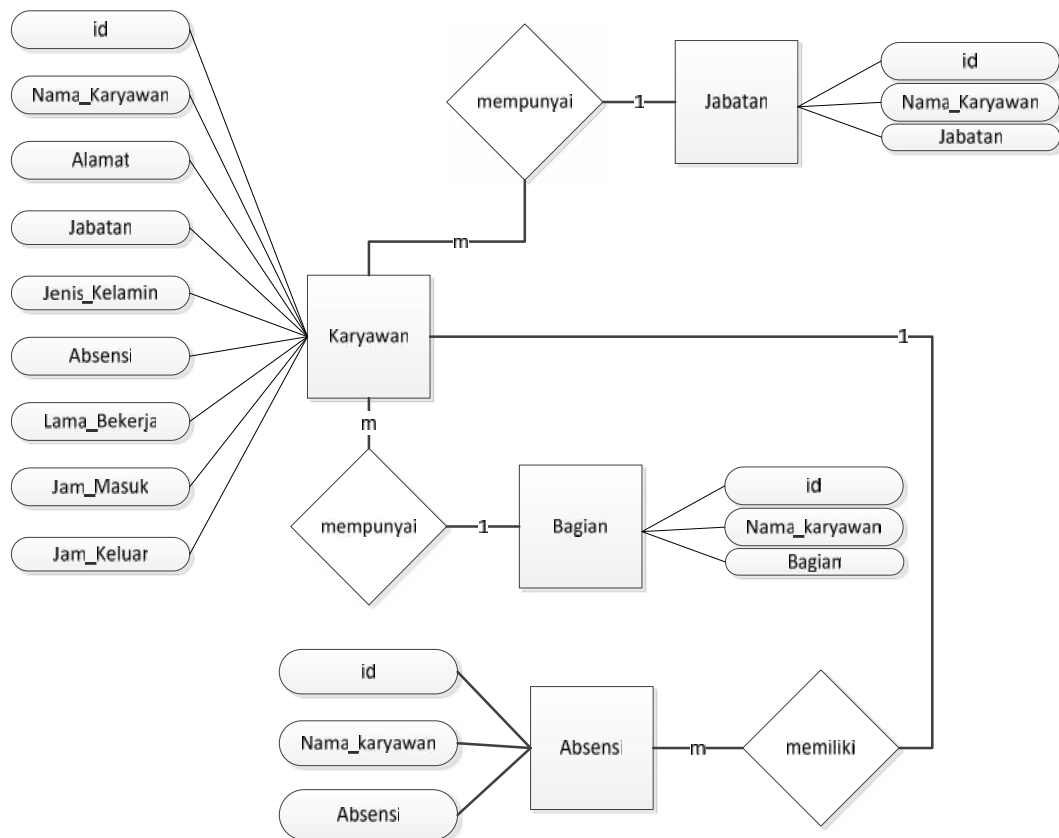 id
Nama_Karyawan
Alamat
Jabatan
Jenis_Kelamin
Absensi
Lama_Bekerja
Jam_Masuk
Jam_Keluar
mempunyai
1
Jabatan
id
Nama_Karyawan
Jabatan
m
Karyawan
1
m
mempunyai
1
Bagian
id
Nama_karyawan
Bagian
id
Nama_karyawan
Absensi
Absensi
m
memiliki